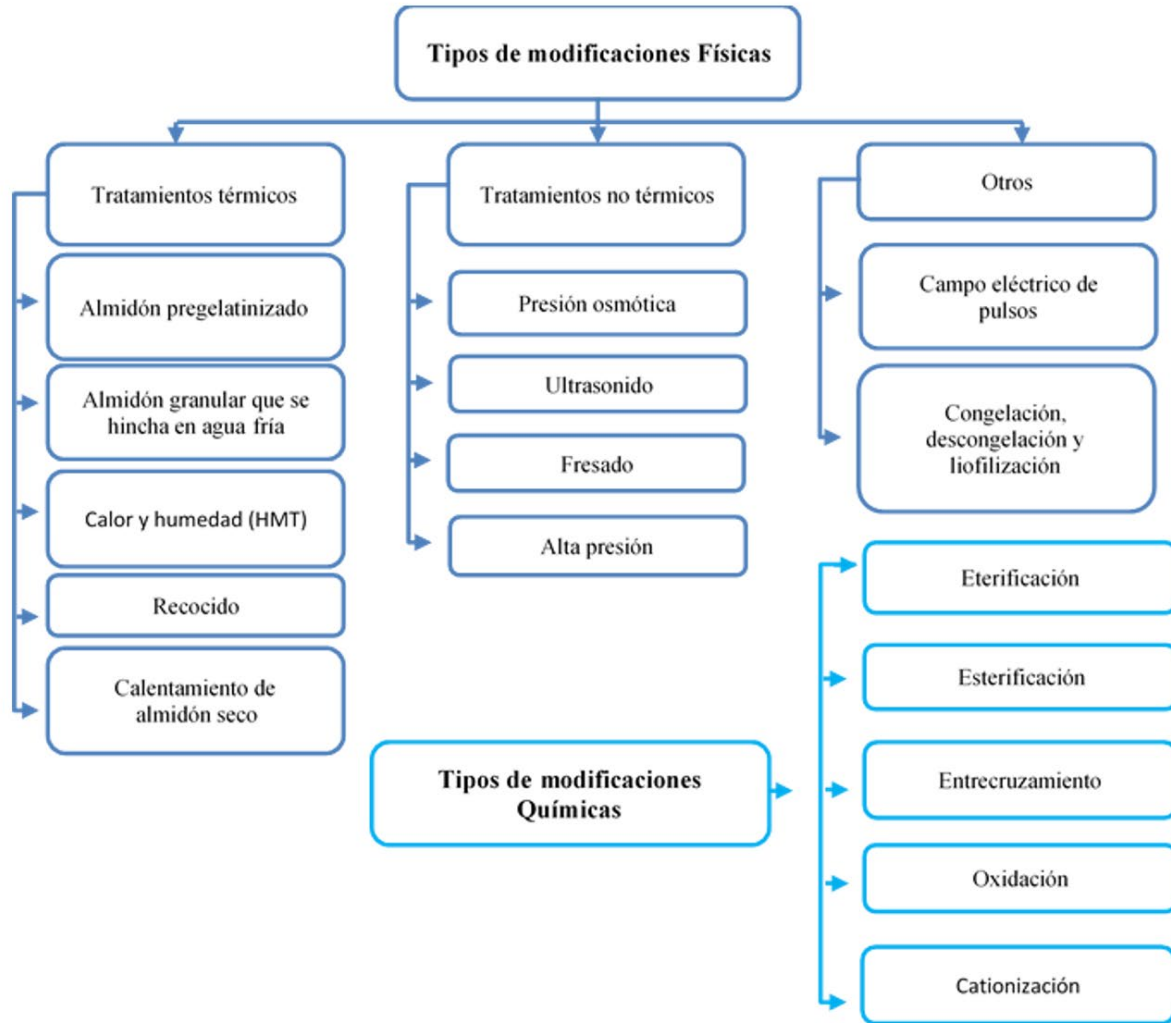 Tipos de modificaciones Físicas
Tratamientos térmicos
Almidón pregelatinizado
Almidón granular que se
hincha en agua fría
Calor y humedad (HMT)
Recocido
Calentamiento de
almidón seco
Tratamientos no térmicos
Presión osmótica
Ultrasonido
Fresado
Alta presión
Otros
Campo eléctrico de
pulsos
Congelación,
descongelación y
liofilización
Tipos de modificaciones
Químicas
Eterificación
Esterificación
Entrecruzamiento
Oxidación
Cationización